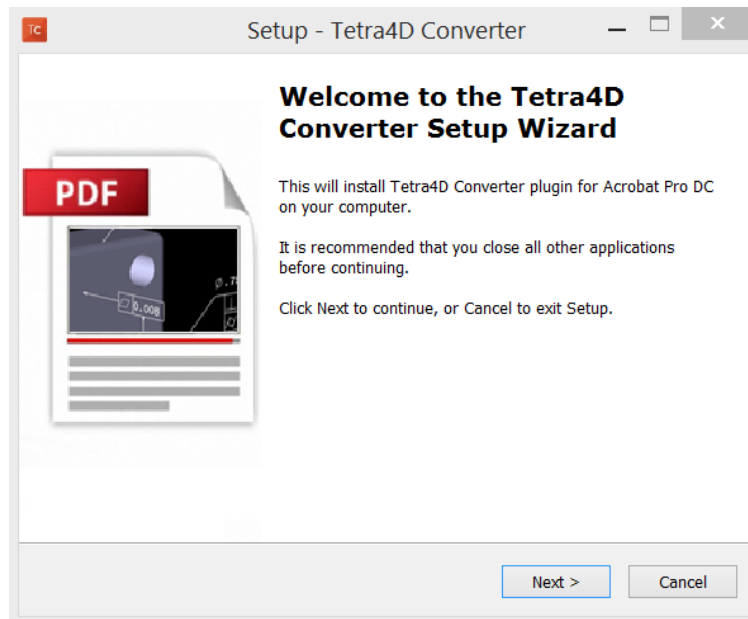 TC
Setup - Tetra4D Converter
Welcome to the Tetra4D
Converter Setup Wizard
PDF
This will install Tetra4D Converter plugin for Acrobat Pro DC
on your computer.
It is recommended that you close all other applications
before continuing.
Click Next to continue, or Cancel to exit Setup.
0.008
Next >
Cancel